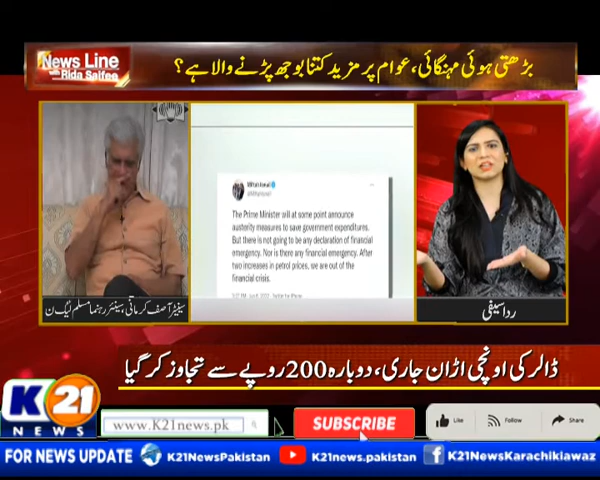 News Line
with
Rida Saifee
بڑھتی ہوئی مہنگائی، عوام پر مزید کتنا بوجھ پڑنے والا ہے ؟
Miftah Ismail
The Prime Minister will at some point announce
austerity measures to save government expenditures.
But there is not going to be any declaration of financial
emergency. Nor is there any financial emergency. After
two increases in petrol prices, we are out of the
financial crisis.
سینیٹر آصف کرمانی، سینئر رہنما مسلم لیگ ن
ردا سیفی
ڈالر کی اونچی اڑان جاری، دوبارہ 200 روپے سے تجاوز کر گیا
K21
NEWS
www.K21news.pk
SUBSCRIBE
Like
Follow
Share
FOR NEWS UPDATE
K21NewsPakistan
K21news.pakistan
K21NewsKarachikiawaz